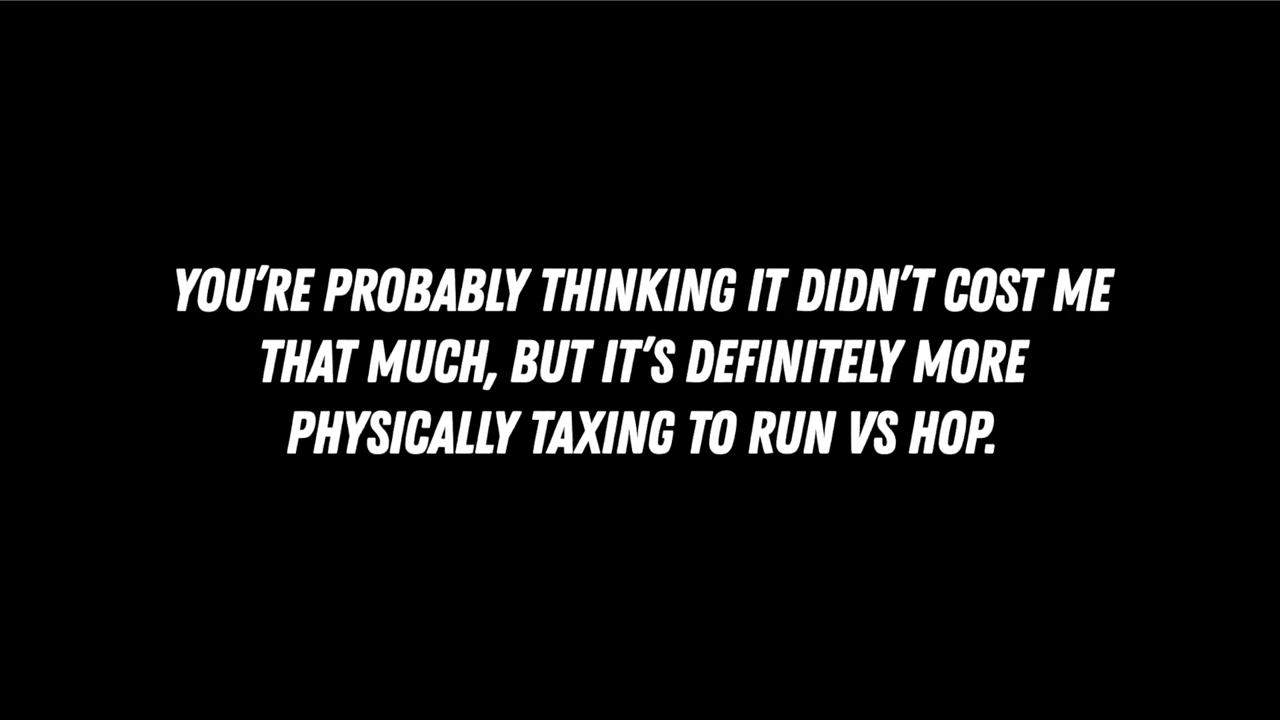 YOU'RE PROBABLY THINKING IT DIDN'T COST ME
THAT MUCH, BUT IT'S DEFINITELY MORE
PHYSICALLY TAXING TO RUN VS HOP.